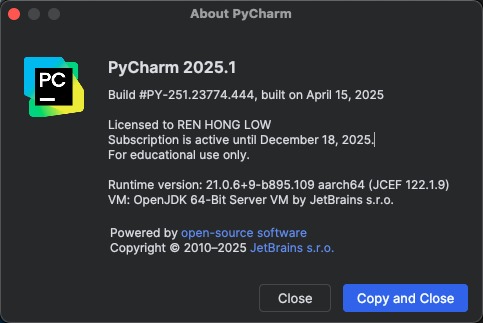 About PyCharm
PC
PyCharm 2025.1
Build #PY-251.23774.444, built on April 15, 2025
Licensed to REN HONG LOW
Subscription is active until December 18, 2025.
For educational use only.
Runtime version: 21.0.6+9-b895.109 aarch64 (JCEF 122.1.9)
VM: OpenJDK 64-Bit Server VM by JetBrains s.r.o.
Powered by open-source software
Copyright © 2010–2025 JetBrains s.r.o.
Close
Copy and Close